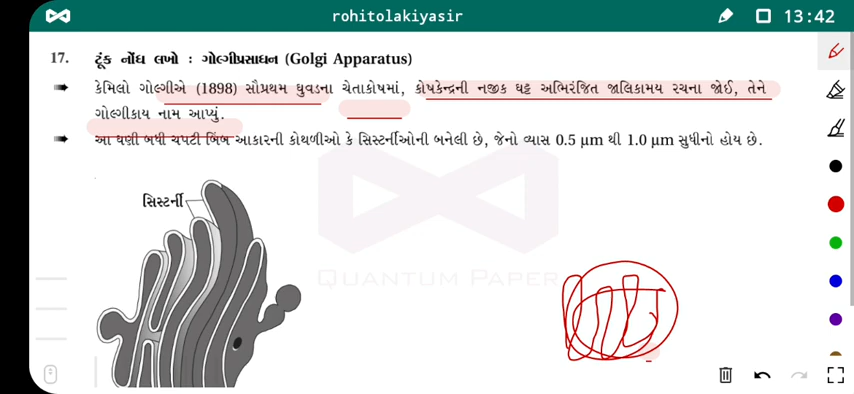 rohitolakiyasir
13:42
17. ટૂંક નોંધ લખો : ગોલ્ગીપ્રસાધન (Golgi Apparatus)
કેમિલો ગોલ્ગીએ (1898) સૌપ્રથમ ઘુવડના ચેતાકોષમાં, કોષકેન્દ્રની નજીક ઘટ્ટ અભિરંજિત જાલિકામય રચના જોઈ, તેને
ગોલ્ગીકાય નામ આપ્યું.
આ ઘણી બધી ચપટી બિંબ આકારની કોથળીઓ કે સિસ્ટર્નીઓની બનેલી છે, જેનો વ્યાસ 0.5 μm થી 1.0 μm સુધીનો હોય છે.
સિસ્ટર્ની
QUANTUM PAPER